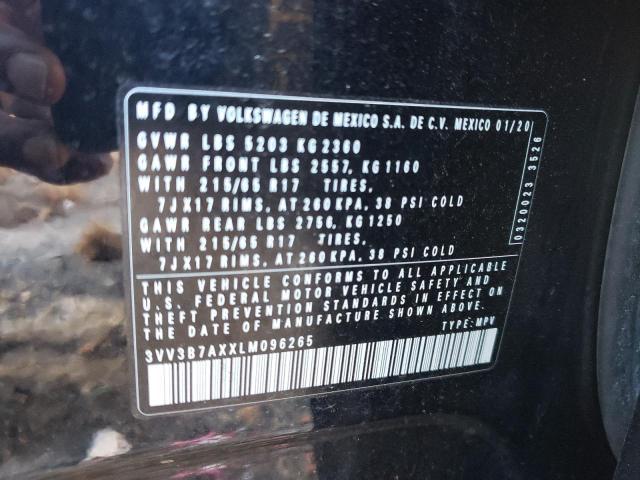 MFD BY VOLKSWAGEN DE MEXICO S.A. DE C.V. MEXICO 01/20
GVWR LBS 5203 KG 2360
GAWR FRONT LBS 2557, KG 1160
WITH 215/65 R17 TIRES,
7JX17 RIMS, AT 260 KPA, 38 PSI COLD
GAWR REAR LBS 2756, KG 1250
WITH 215/65 R17 TIRES,
7JX17 RIMS, AT 260 KPA, 38 PSI COLD
THIS VEHICLE CONFORMS TO ALL APPLICABLE
U.S. FEDERAL MOTOR VEHICLE SAFETY AND
THEFT PREVENTION STANDARDS IN EFFECT ON
THE DATE OF MANUFACTURE SHOWN ABOVE.
3VV3B7AXXLM096265 TYPE: MPV
0320023 3526